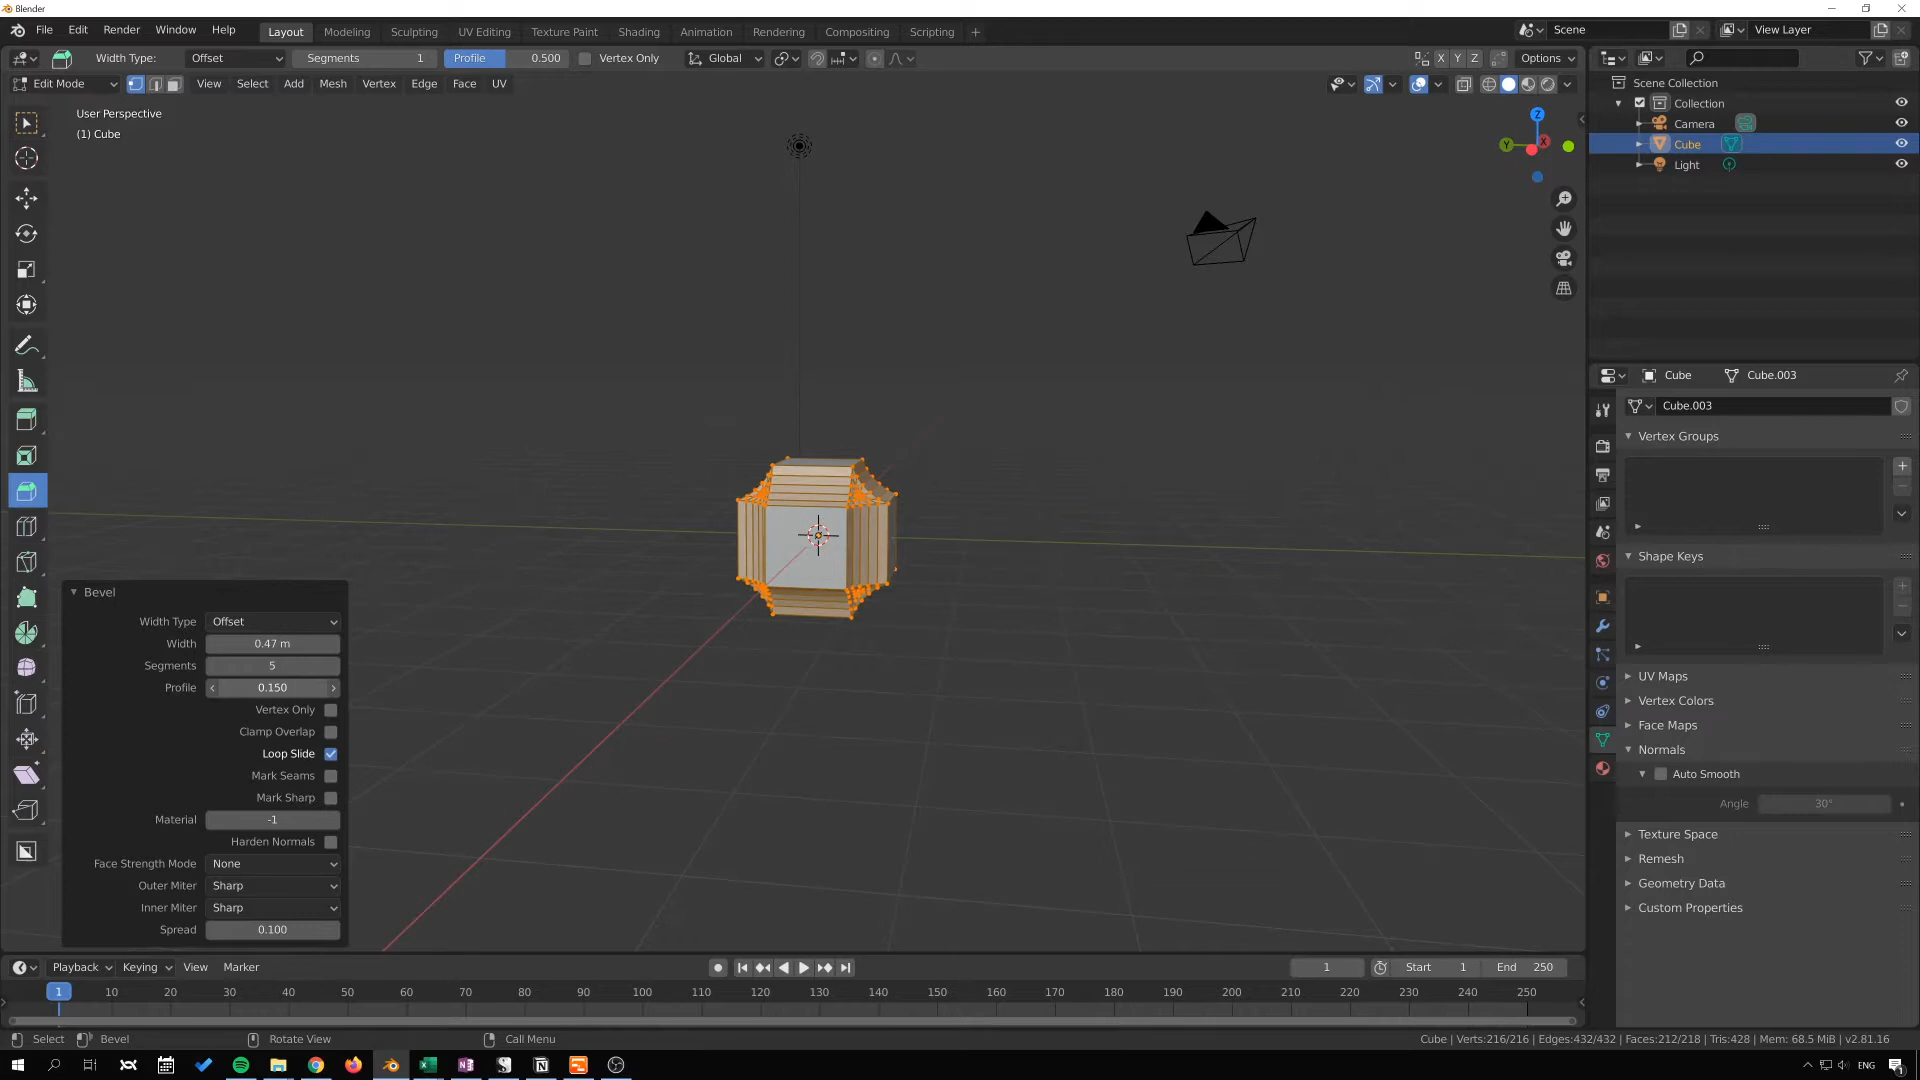 Blender
File Edit Render Window Help Layout Modeling Sculpting UV Editing Texture Paint Shading Animation Rendering Compositing Scripting + Scene View Layer
Width Type: Offset Segments 1 Profile 0.500 Vertex Only Global X Y Z Options
Edit Mode View Select Add Mesh Vertex Edge Face UV
User Perspective
(1) Cube
Z
Y
X
Scene Collection
Collection
Camera
Cube
Light
Cube Cube.003
Cube.003
Vertex Groups
Shape Keys
UV Maps
Vertex Colors
Face Maps
Normals
Auto Smooth
Angle 30°
Texture Space
Remesh
Geometry Data
Custom Properties
Bevel
Width Type Offset
Width 0.47 m
Segments 5
Profile 0.150
Vertex Only
Clamp Overlap
Loop Slide
Mark Seams
Mark Sharp
Material -1
Harden Normals
Face Strength Mode None
Outer Miter Sharp
Inner Miter Sharp
Spread 0.100
Playback Keying View Marker 1 Start 1 End 250
1 10 20 30 40 50 60 70 80 90 100 110 120 130 140 150 160 170 180 190 200 210 220 230 240 250
Select Bevel Rotate View Call Menu Cube | Verts:216/216 | Edges:432/432 | Faces:212/218 | Tris:428 | Mem: 68.5 MiB | v2.81.16
ENG